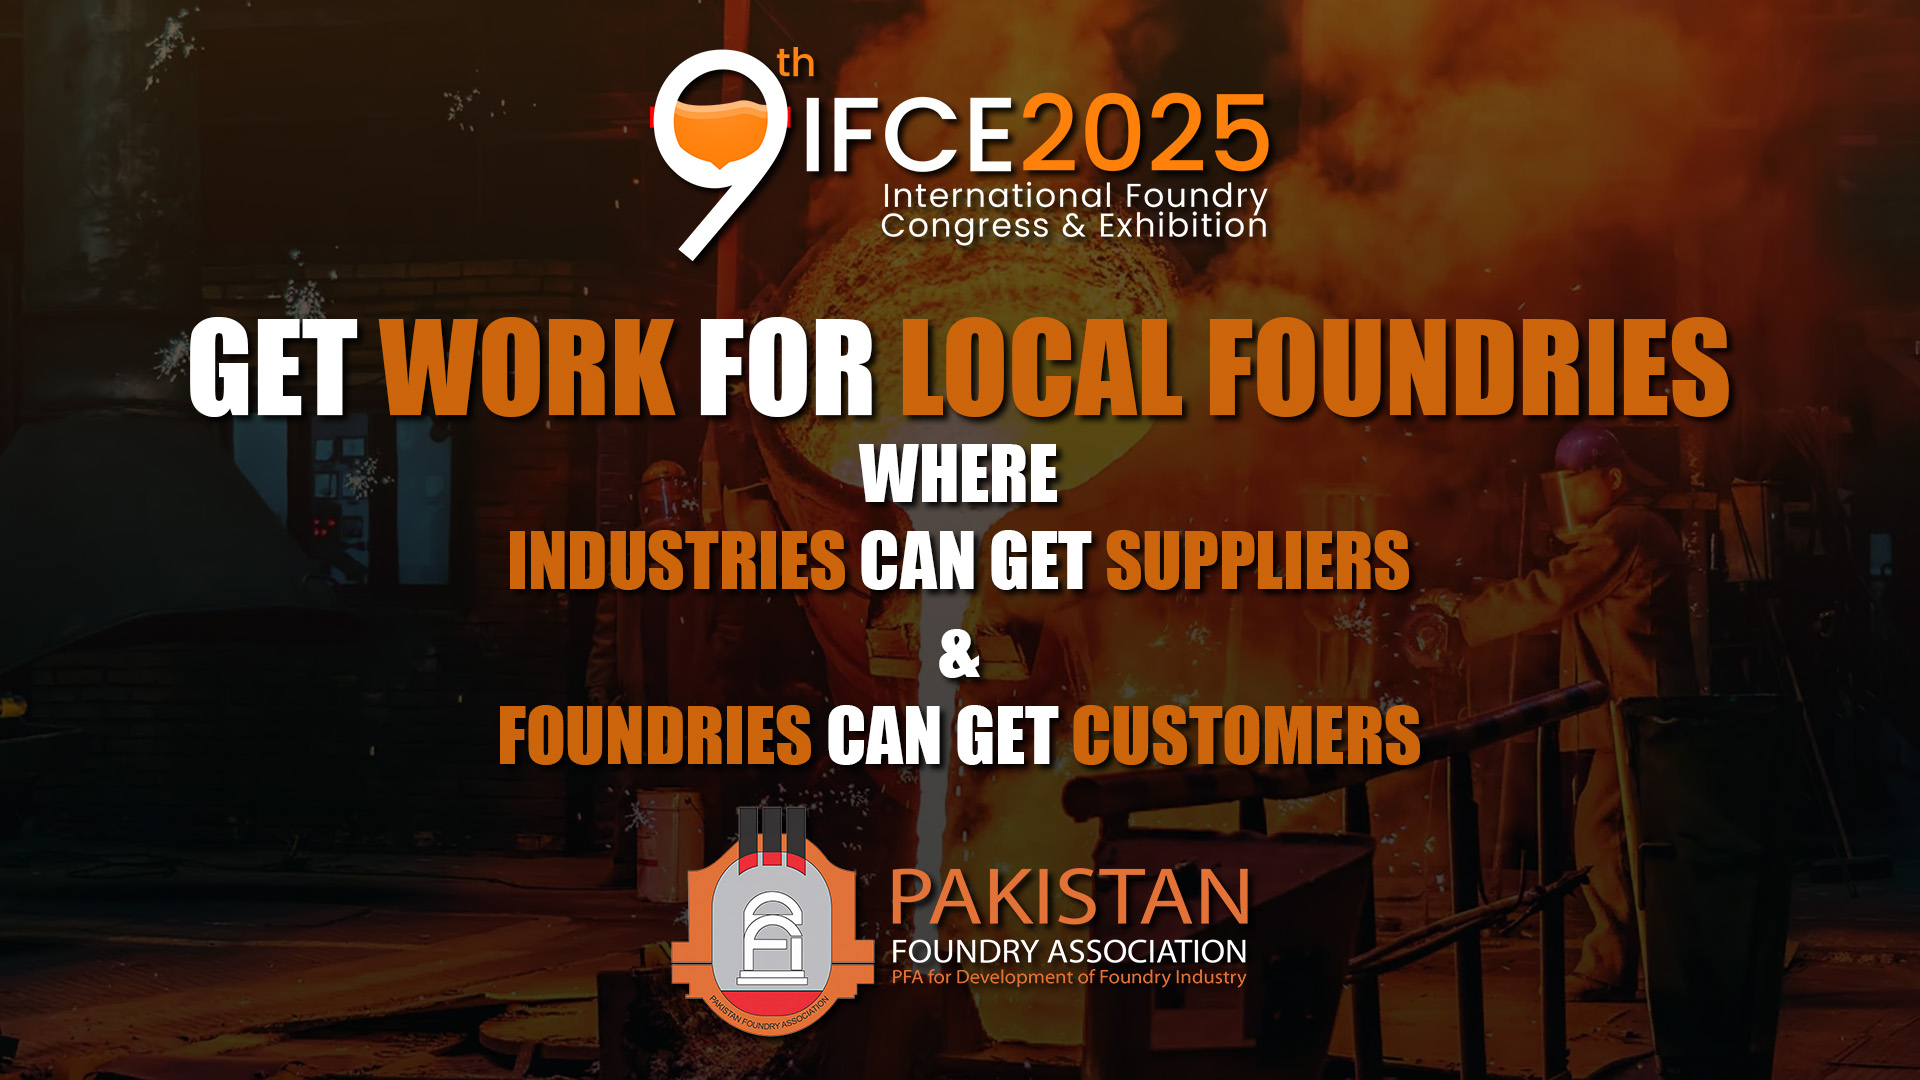 9th IFCE2025
International Foundry
Congress & Exhibition
GET WORK FOR LOCAL FOUNDRIES
WHERE
INDUSTRIES CAN GET SUPPLIERS
&
FOUNDRIES CAN GET CUSTOMERS
PAKISTAN
FOUNDRY ASSOCIATION
PFA for Development of Foundry Industry
PAKISTAN FOUNDRY ASSOCIATION